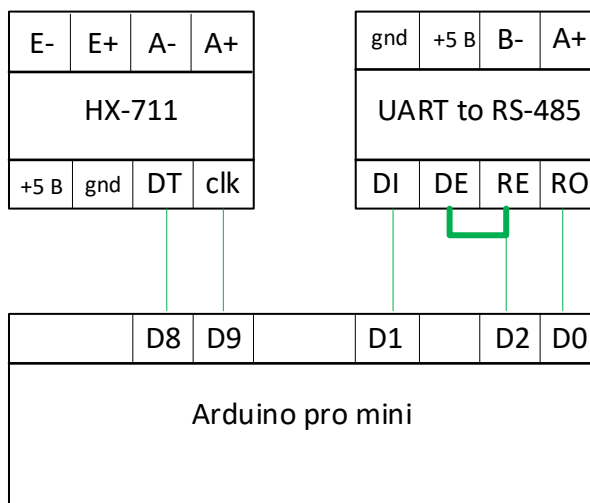 E- E+ A- A+
HX-711
+5 В gnd DT clk
gnd +5 В B- A+
UART to RS-485
DI DE RE RO
D8 D9 D1 D2 D0
Arduino pro mini